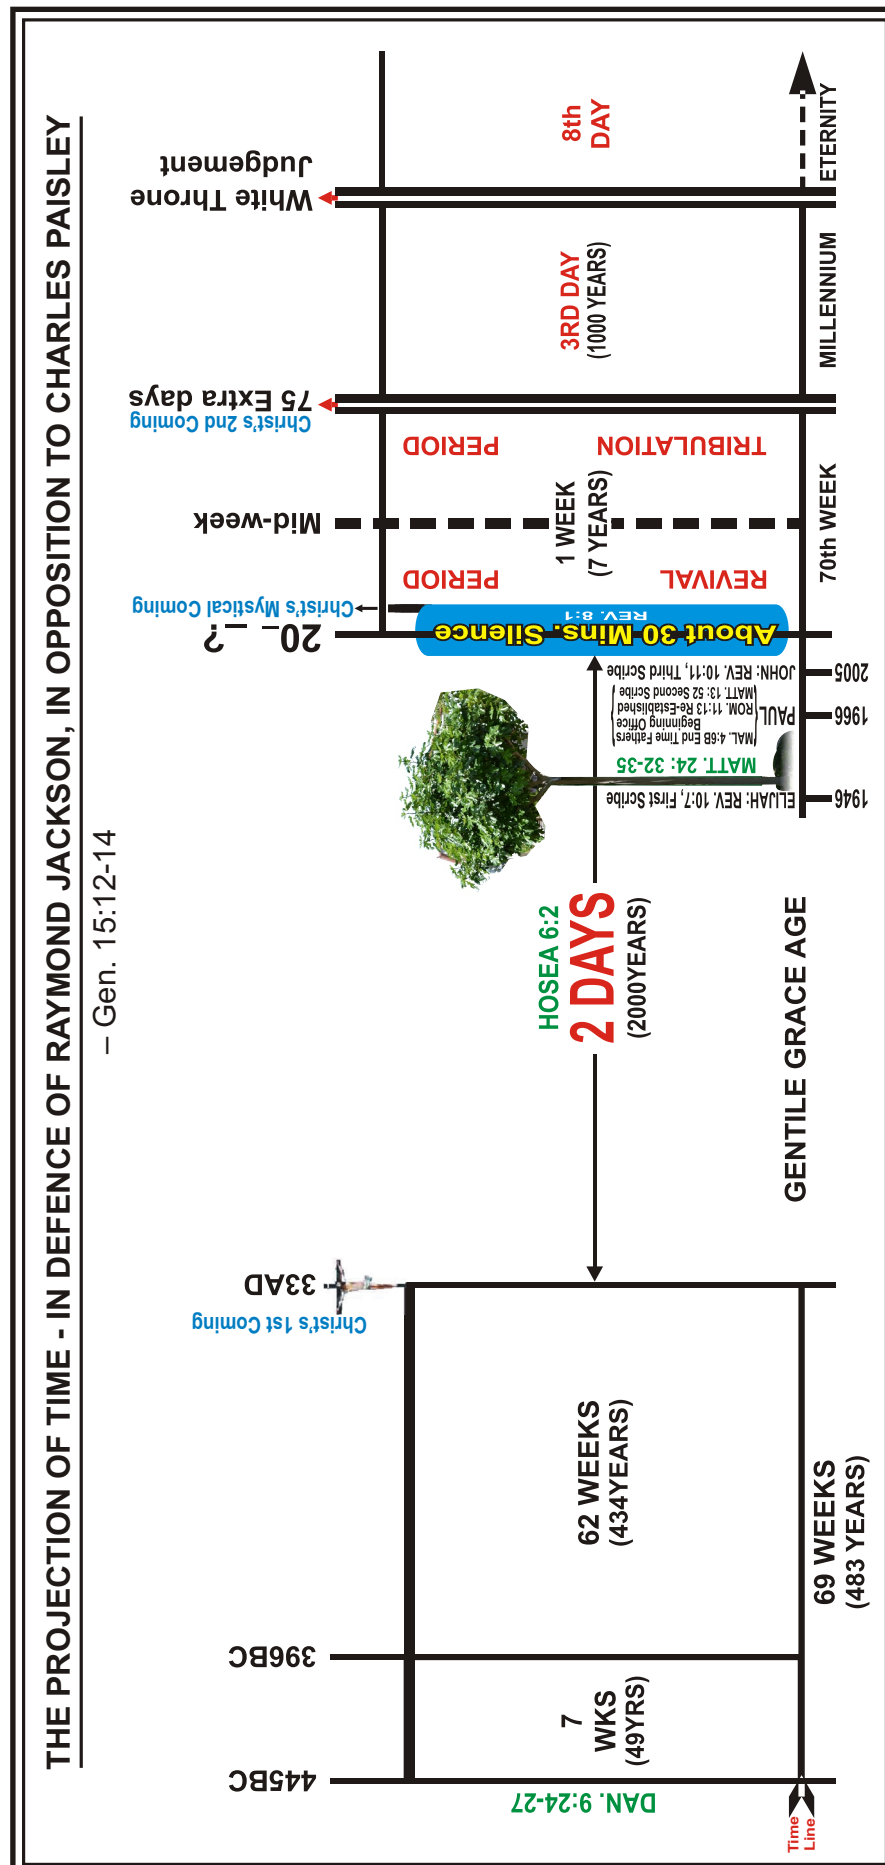 THE PROJECTION OF TIME - IN DEFENCE OF RAYMOND JACKSON, IN OPPOSITION TO CHARLES PAISLEY
– Gen. 15:12-14
445BC
396BC
33AD
Christ's 1st Coming
20_ _?
Christ's Mystical Coming
Mid-week
75 Extra days
Christ's 2nd Coming
White Throne
Judgement
DAN. 9:24-27
7
WKS
(49YRS)
62 WEEKS
(434YEARS)
HOSEA 6:2
2 DAYS
(2000YEARS)
MATT. 24: 32-35
About 30 Mins. Silence
REV. 8:1
REVIVAL PERIOD
1 WEEK
(7 YEARS)
TRIBULATION PERIOD
3RD DAY
(1000 YEARS)
8th
DAY
ELIJAH: REV. 10:7, First Scribe
PAUL
MAL. 4:6B End Time Fathers
Beginning Office
ROM. 11:13 Re-Established
MATT. 13: 52 Second Scribe
JOHN: REV. 10:11, Third Scribe
Time
Line
69 WEEKS
(483 YEARS)
GENTILE GRACE AGE
1946
1966
2005
70th WEEK
MILLENNIUM
ETERNITY